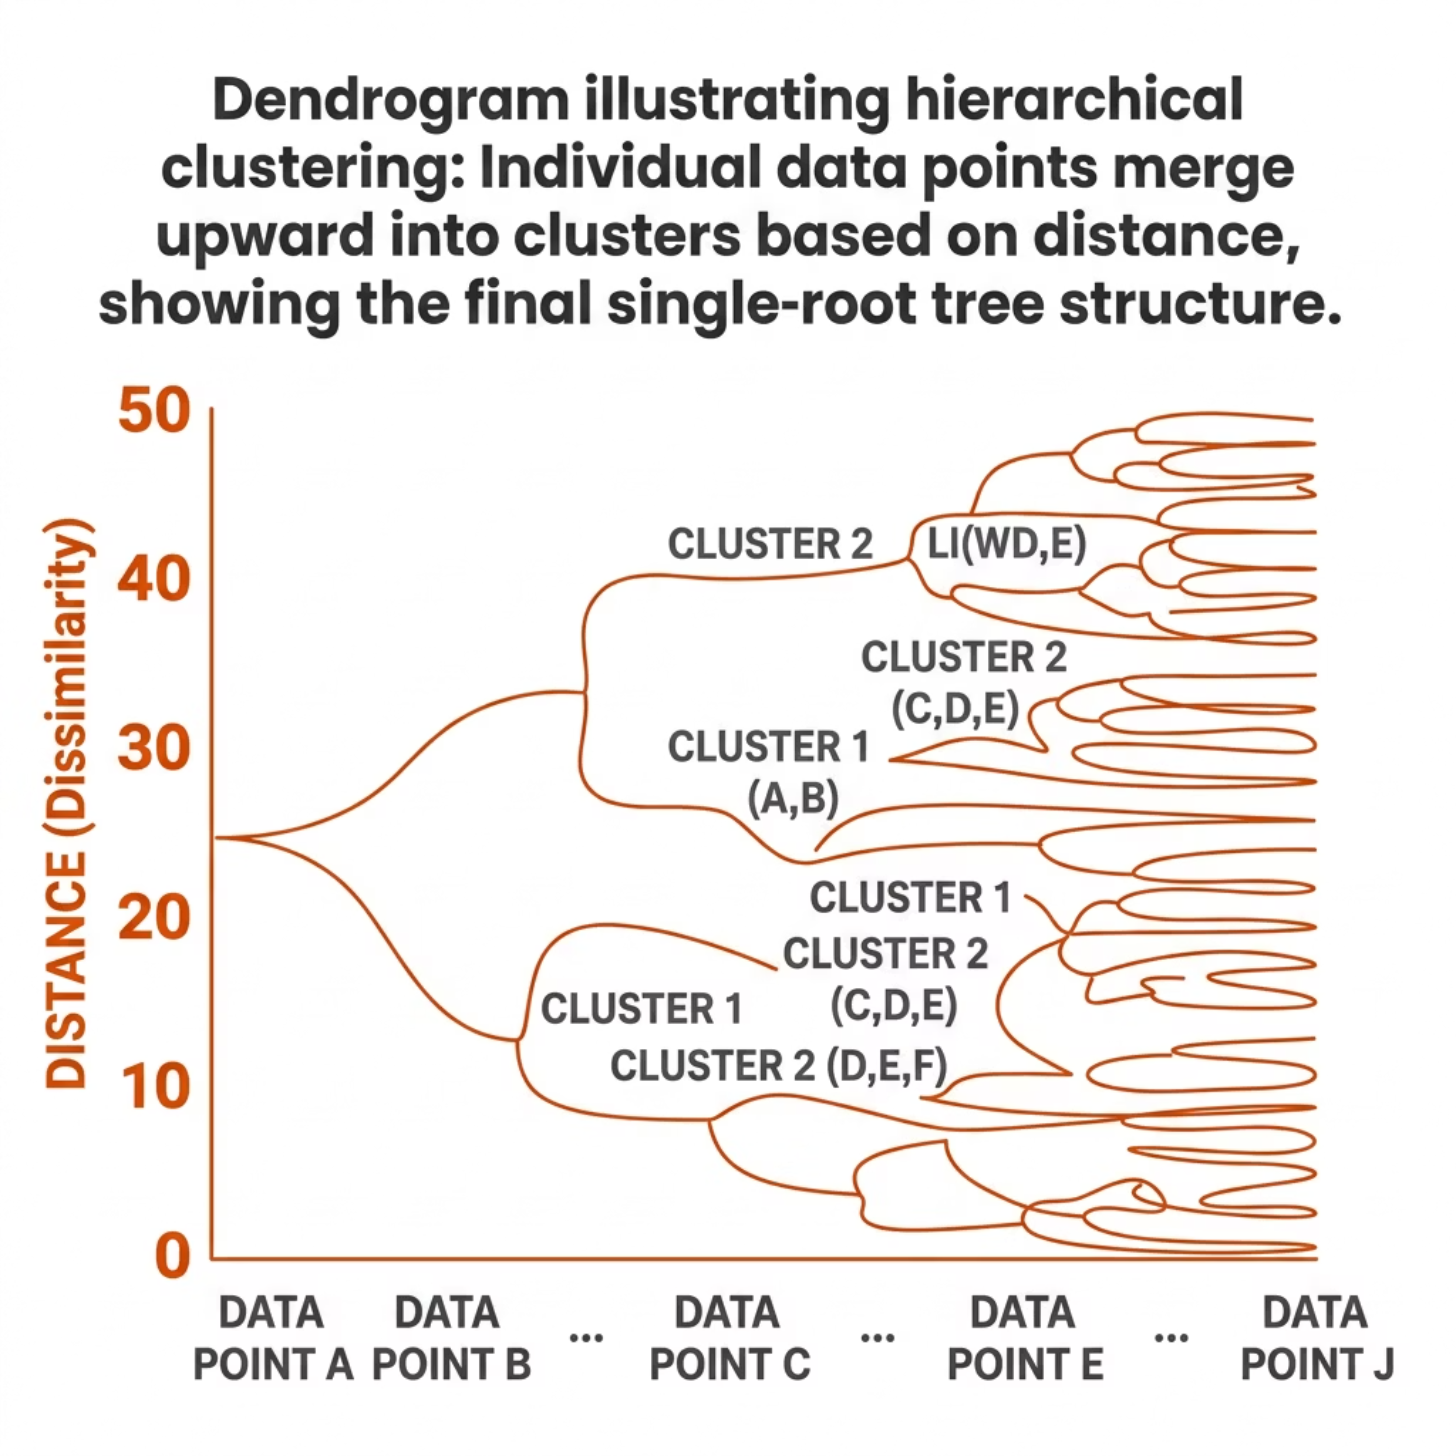 Dendrogram illustrating hierarchical
clustering: Individual data points merge
upward into clusters based on distance,
showing the final single-root tree structure.
50
40
30
20
10
0
DISTANCE (Dissimilarity)
CLUSTER 2
LI(WD,E)
CLUSTER 2
(C,D,E)
CLUSTER 1
(A,B)
CLUSTER 1
CLUSTER 2
(C,D,E)
CLUSTER 1
CLUSTER 2 (D,E,F)
DATA
POINT A
DATA
POINT B
...
DATA
POINT C
...
DATA
POINT E
...
DATA
POINT J